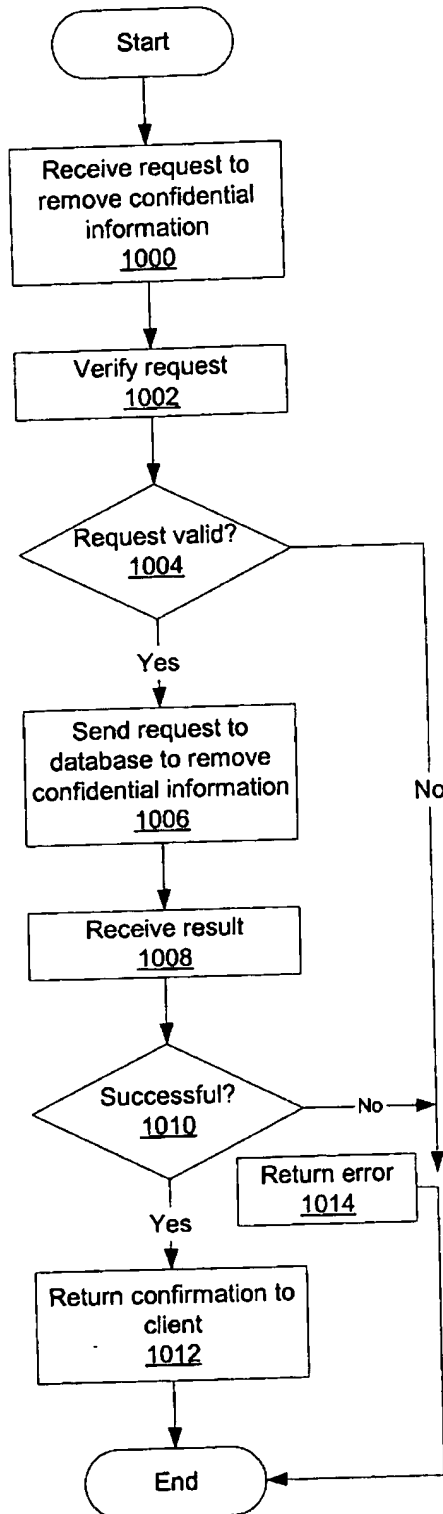 Start
Receive request to
remove confidential
information
1000
Verify request
1002
Request valid?
1004
Yes
No
Send request to
database to remove
confidential information
1006
Receive result
1008
Successful?
1010
No
Yes
Return error
1014
Return confirmation to
client
1012
End